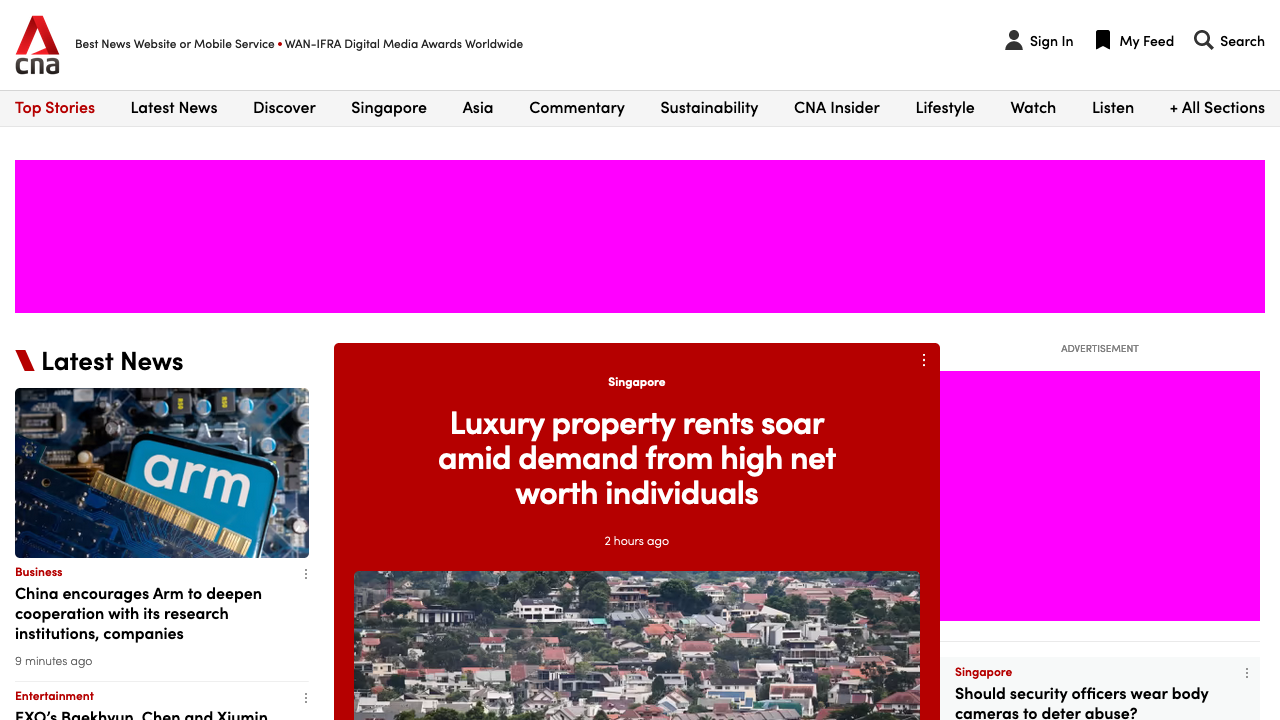 cna
Best News Website or Mobile Service • WAN-IFRA Digital Media Awards Worldwide
Sign In
My Feed
Search
Top Stories
Latest News
Discover
Singapore
Asia
Commentary
Sustainability
CNA Insider
Lifestyle
Watch
Listen
+ All Sections
Latest News
arm
Business
China encourages Arm to deepen
cooperation with its research
institutions, companies
9 minutes ago
Entertainment
EXO’s Baekhyun, Chen and Xiumin
Singapore
Luxury property rents soar
amid demand from high net
worth individuals
2 hours ago
ADVERTISEMENT
Singapore
Should security officers wear body
cameras to deter abuse?